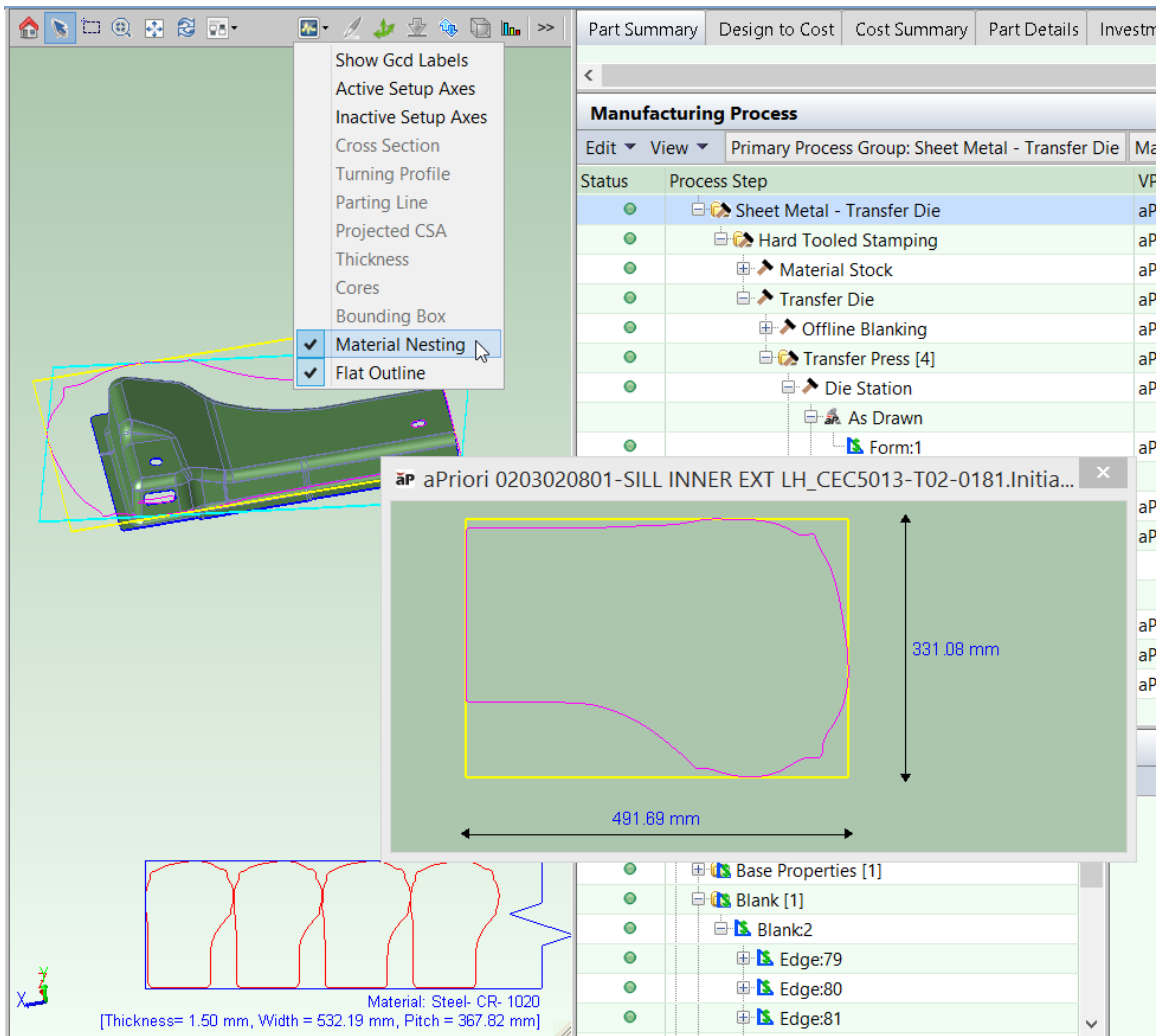 >>
Part Summary
Design to Cost
Cost Summary
Part Details
Investm
Show Gcd Labels
Active Setup Axes
Inactive Setup Axes
Cross Section
Turning Profile
Parting Line
Projected CSA
Thickness
Cores
Bounding Box
Material Nesting
Flat Outline
<
Manufacturing Process
Edit View Primary Process Group: Sheet Metal - Transfer Die Ma
Status Process Step VP
Sheet Metal - Transfer Die aP
Hard Tooled Stamping aP
Material Stock aP
Transfer Die aP
Offline Blanking aP
Transfer Press [4] aP
Die Station aP
As Drawn
Form:1 aP
aP aPriori 0203020801-SILL INNER EXT LH_CEC5013-T02-0181.Initia...
aP
aP
aP
aP
aP
331.08 mm
491.69 mm
Base Properties [1]
Blank [1]
Blank:2
Edge:79
Edge:80
Edge:81
X
Material: Steel- CR- 1020
[Thickness= 1.50 mm, Width = 532.19 mm, Pitch = 367.82 mm]